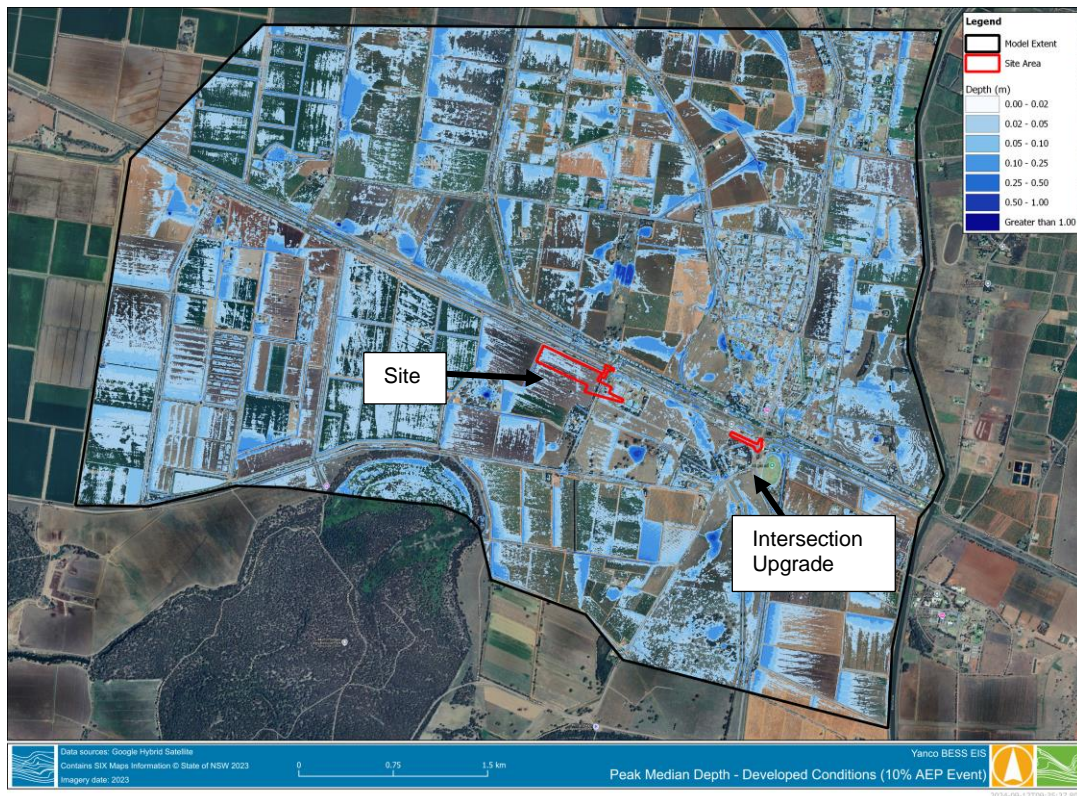 Legend
Model Extent
Site Area
Depth (m)
0.00 - 0.02
0.02 - 0.05
0.05 - 0.10
0.10 - 0.25
0.25 - 0.50
0.50 - 1.00
Greater than 1.00
Site
Intersection
Upgrade
Data sources: Google Hybrid Satellite
Contains SIX Maps Information © State of NSW 2023
Imagery date: 2023
0 0.75 1.5 km
Yanco BESS EIS
Peak Median Depth - Developed Conditions (10% AEP Event)